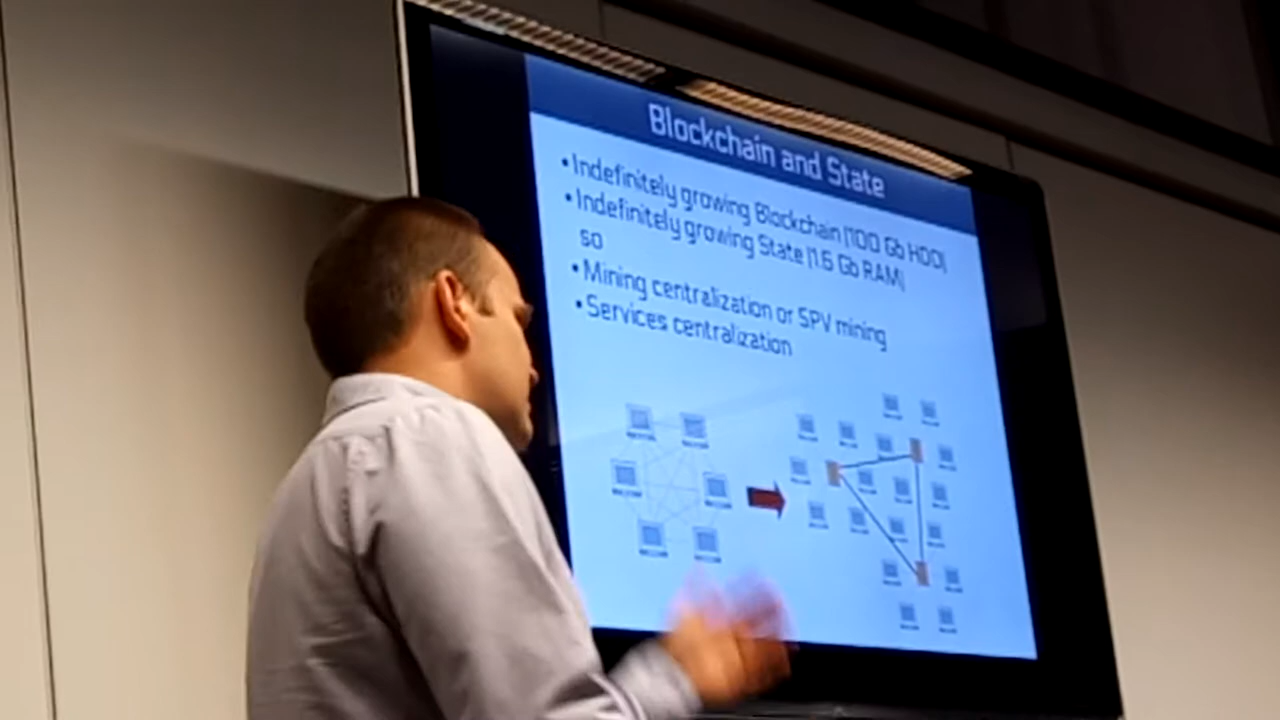 Blockchain and State
•Indefinitely growing Blockchain (100 Gb HDD)
•Indefinitely growing State (1.5 Gb RAM)
so
•Mining centralization or SPV mining
•Services centralization